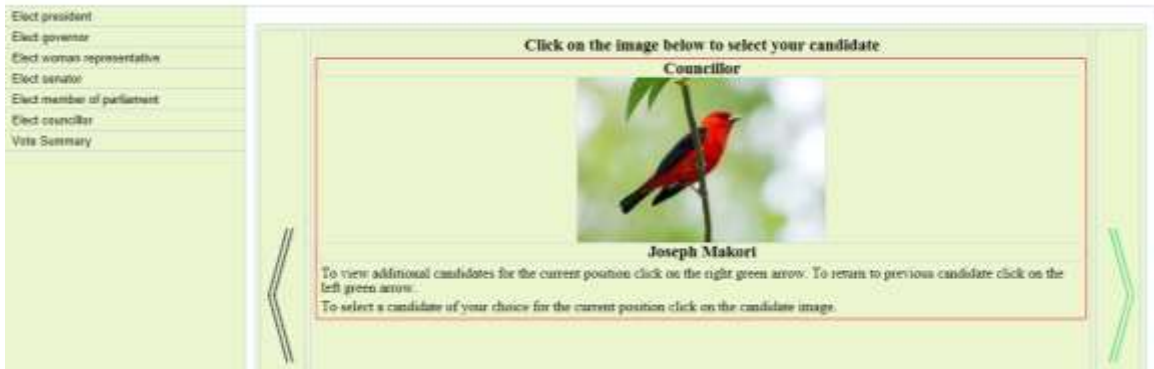 Elect president
Elect governor
Elect woman representative
Elect senator
Elect member of parliament
Elect councillor
Vote Summary
Click on the image below to select your candidate
Councillor
Joseph Makori
To view additional candidates for the current position click on the right green arrow. To return to previous candidate click on the
left green arrow.
To select a candidate of your choice for the current position click on the candidate image.